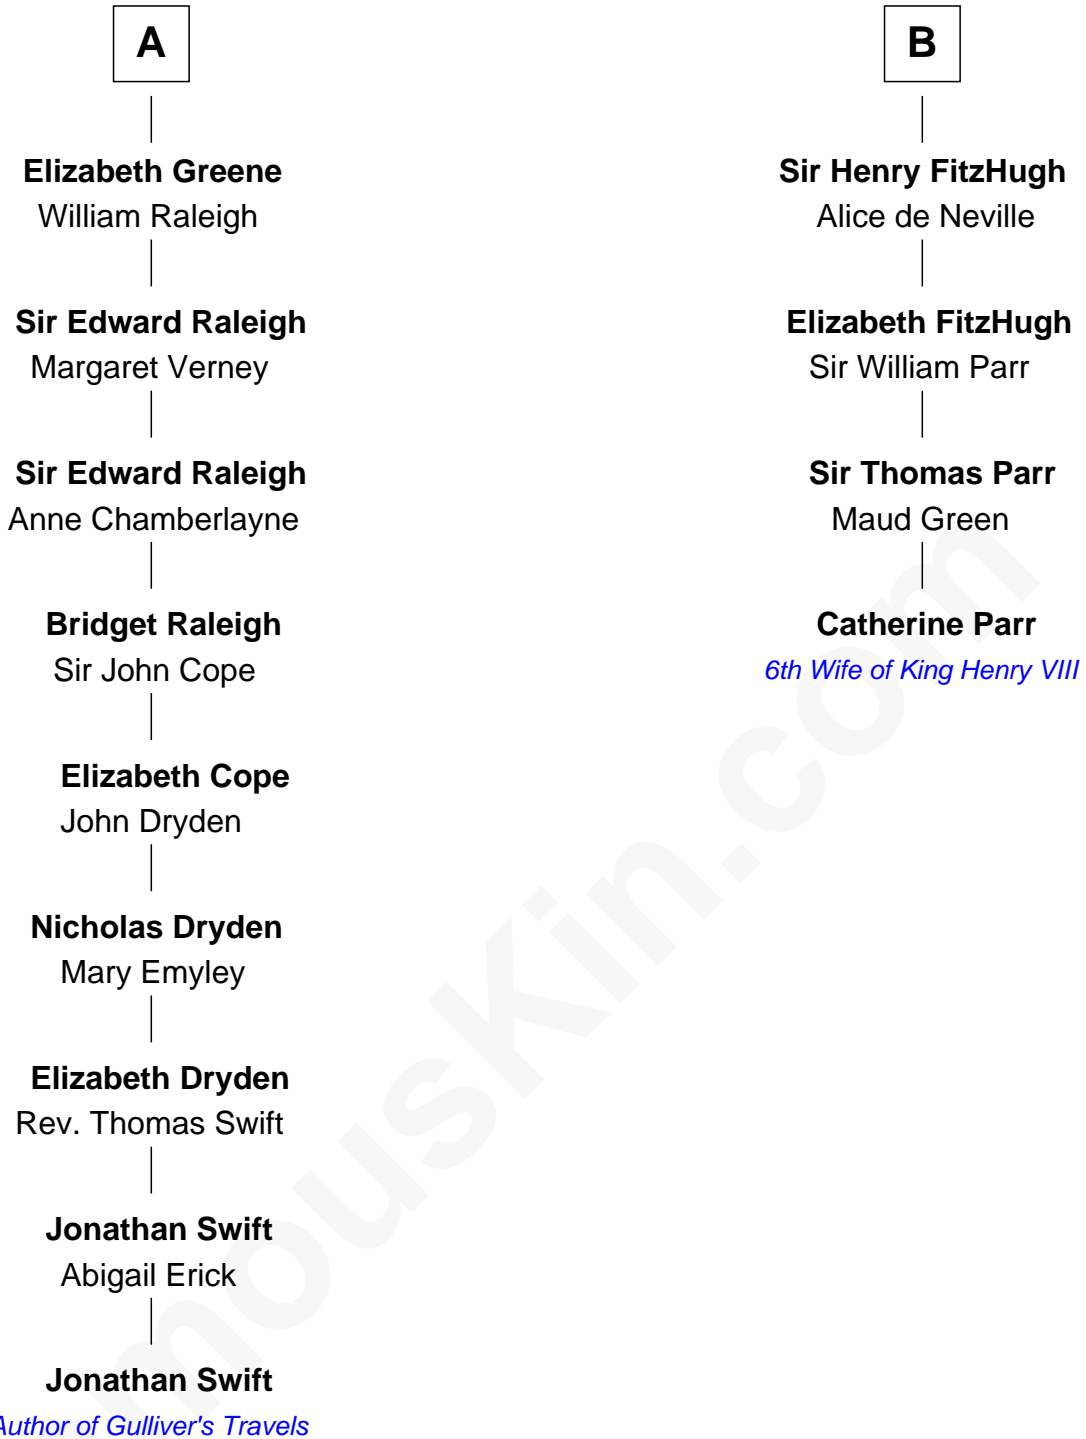 A
Elizabeth Greene
William Raleigh
Sir Edward Raleigh
Margaret Verney
Sir Edward Raleigh
Anne Chamberlayne
Bridget Raleigh
Sir John Cope
Elizabeth Cope
John Dryden
Nicholas Dryden
Mary Emyley
Elizabeth Dryden
Rev. Thomas Swift
Jonathan Swift
Abigail Erick
Jonathan Swift
Author of Gulliver's Travels
B
Sir Henry FitzHugh
Alice de Neville
Elizabeth FitzHugh
Sir William Parr
Sir Thomas Parr
Maud Green
Catherine Parr
6th Wife of King Henry VIII
mousKin.com